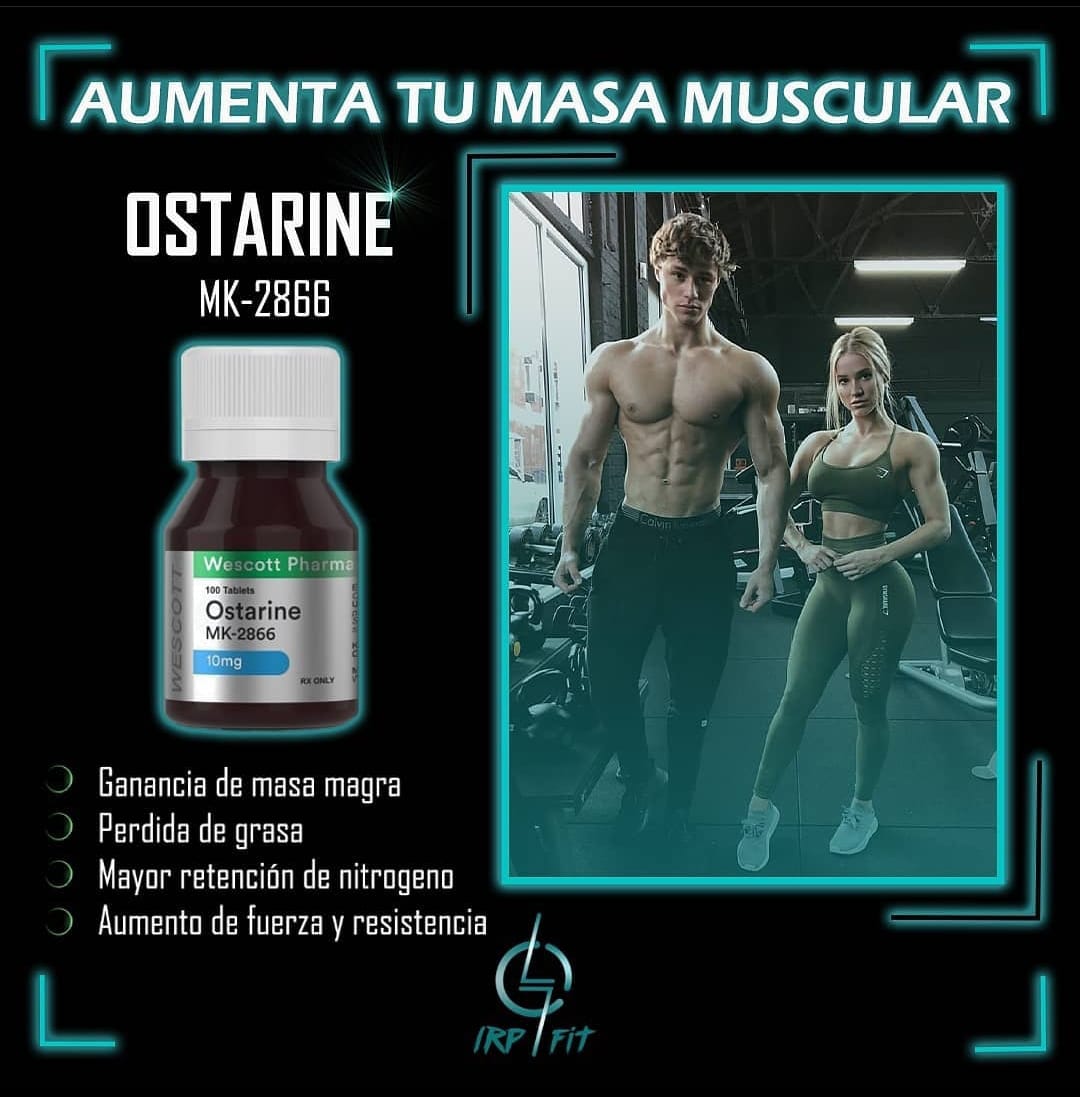 AUMENTA TU MASA MUSCULAR
OSTARINE
MK-2866
WESCOTT
Wescott Pharma
100 Tablets
Ostarine
MK-2866
10mg
RX ONLY
Ganancia de masa magra
Perdida de grasa
Mayor retención de nitrogeno
Aumento de fuerza y resistencia
IRP FiT